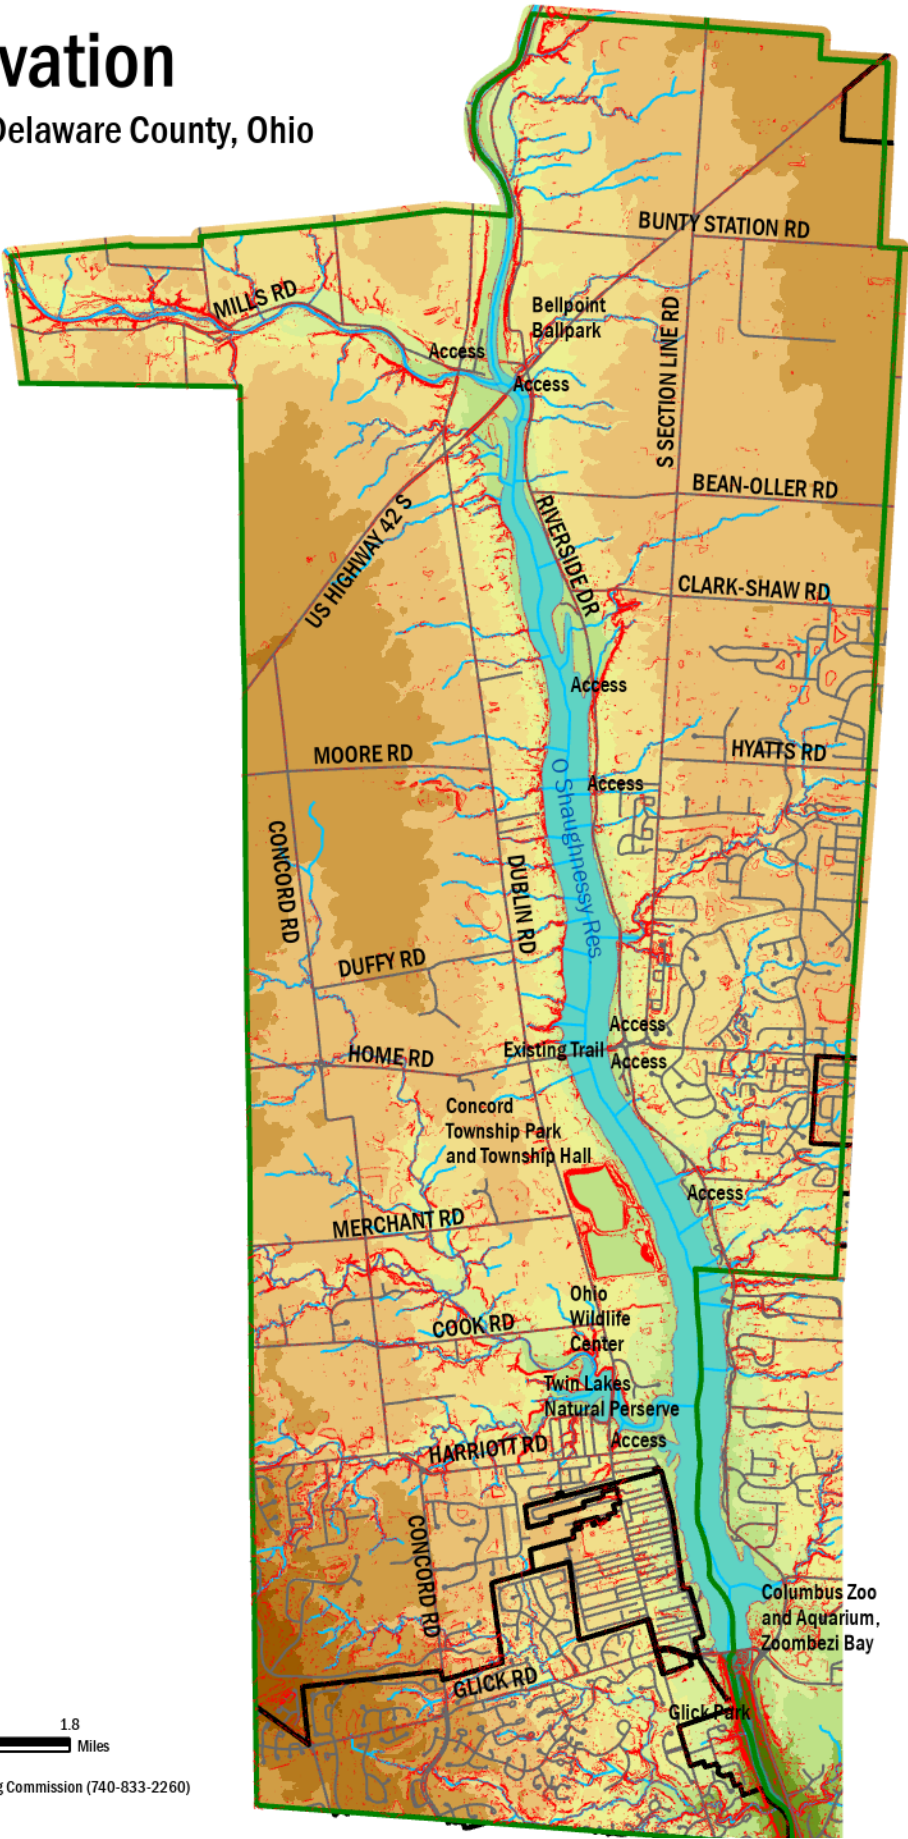 vation
Delaware County, Ohio
BUNTY STATION RD
MILLS RD
Bellpoint
Ballpark
S SECTION LINE RD
Access
Access
BEAN-OLLER RD
US HIGHWAY 42 S
RIVERSIDE DR
CLARK-SHAW RD
Access
MOORE RD
HYATTS RD
Access
O Shaughnessy Res
CONCORD RD
DUBLIN RD
DUFFY RD
Access
Existing Trail
HOME RD
Access
Concord
Township Park
and Township Hall
Access
MERCHANT RD
Ohio
Wildlife
Center
COOK RD
Twin Lakes
Natural Perserve
HARRIOTT RD
Access
CONCORD RD
Columbus Zoo
and Aquarium,
Zoombezi Bay
GLICK RD
Glick Park
1.8
Miles
g Commission (740-833-2260)